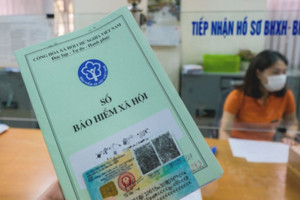 TIẾP NHẬN HỒ SƠ BHXH-B
CỘNG HÒA XÃ HỘI CHỦ NGHĨA VIỆT NAM
Độc lập - Tự do - Hạnh phúc
SỔ
BẢO HIỂM XÃ HỘI